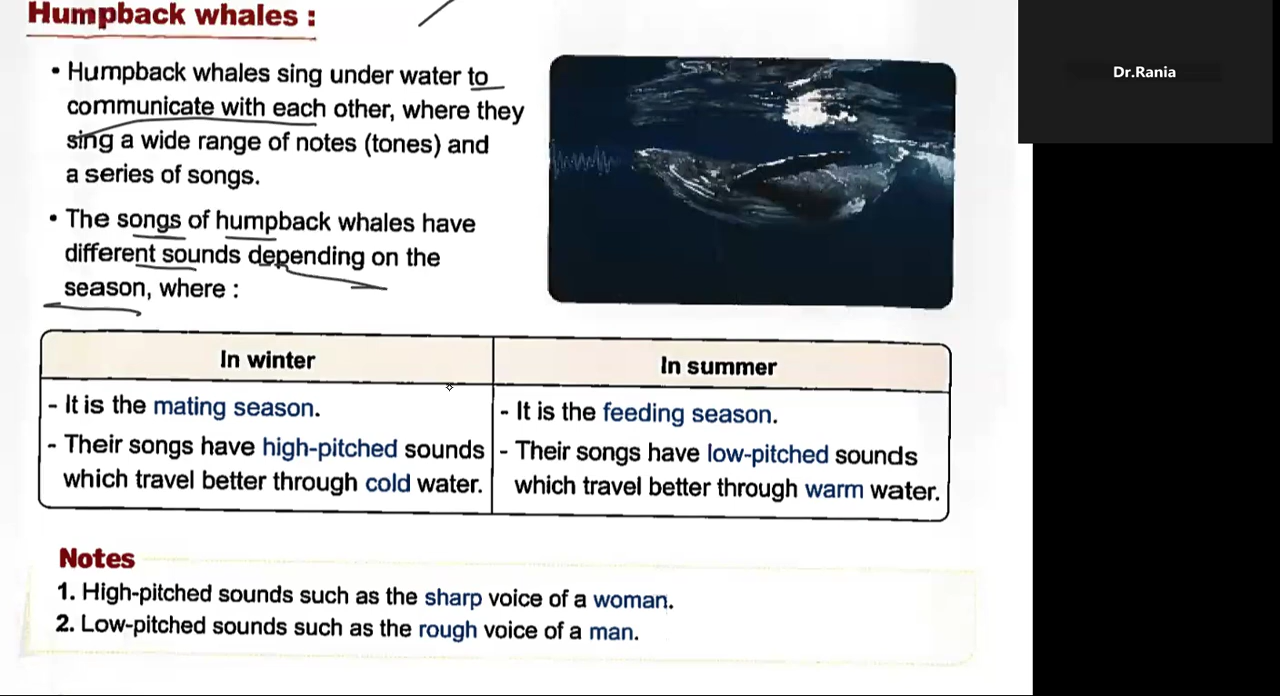 Humpback whales :
• Humpback whales sing under water to
communicate with each other, where they
sing a wide range of notes (tones) and
a series of songs.
• The songs of humpback whales have
different sounds depending on the
season, where :
In winter
- It is the mating season.
- Their songs have high-pitched sounds
which travel better through cold water.
In summer
- It is the feeding season.
- Their songs have low-pitched sounds
which travel better through warm water.
Notes
1. High-pitched sounds such as the sharp voice of a woman.
2. Low-pitched sounds such as the rough voice of a man.
Dr.Rania